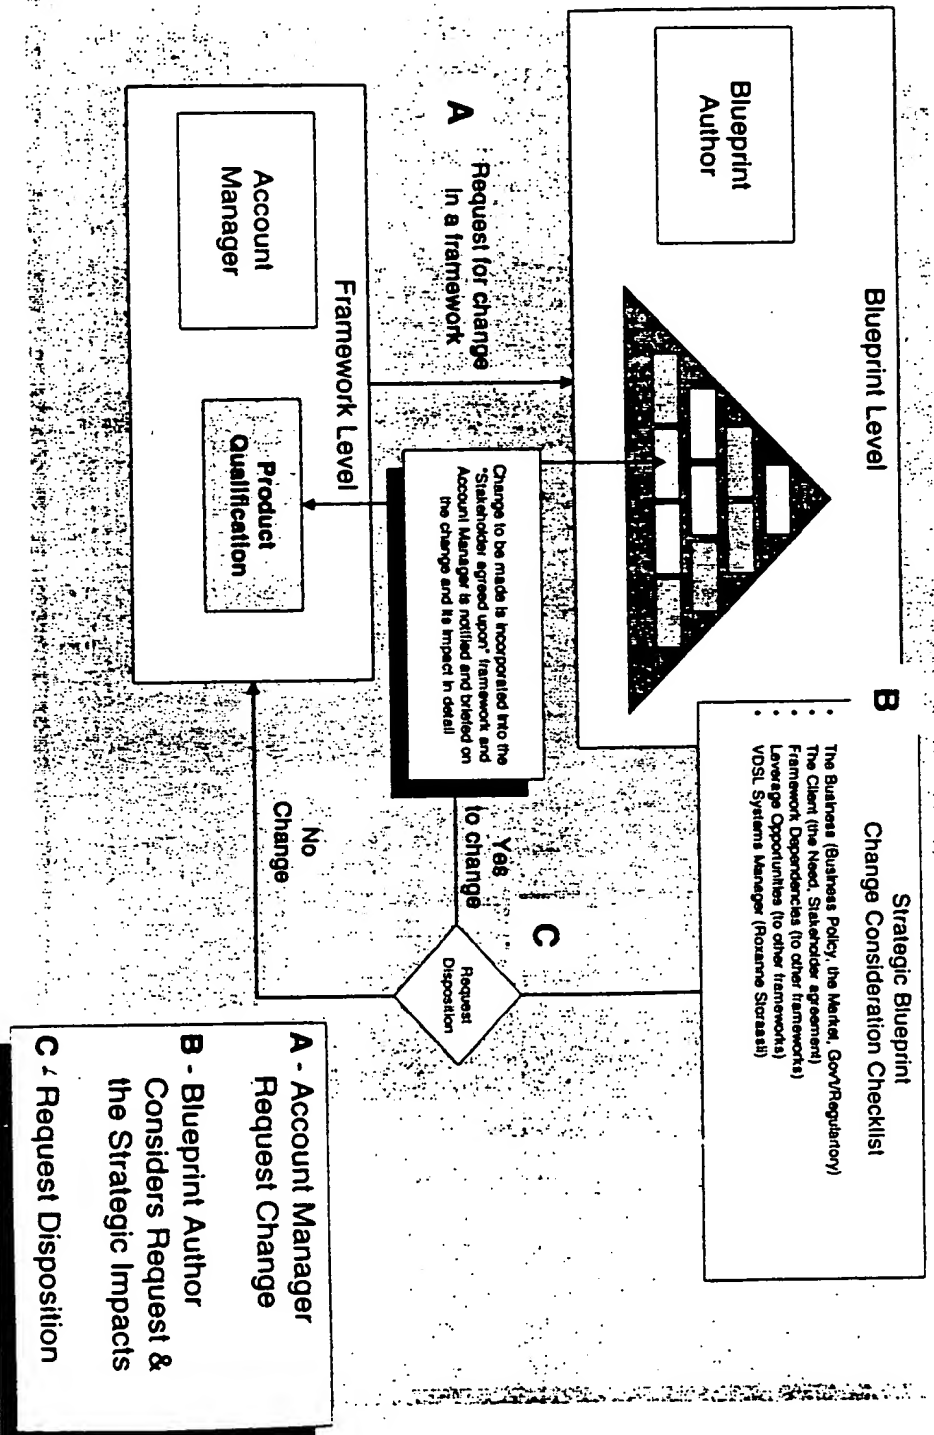 Blueprint Level
Blueprint
Author
B
Strategic Blueprint
Change Consideration Checklist
• The Business (Business Policy, the Market, Gov't/Regulartory)
• The Client (the Need, Stakeholder agreement)
• Framework Dependencies (to other frameworks)
• Leverage Opportunities (to other frameworks)
• VDSL Systems Manager (Roxanne Storaasli)
A
Request for change
in a framework
Change to be made is incorporated into the
"Stakeholder agreed upon" framework and
Account Manager is notified and briefed on
the change and its impact in detail
Yes
to change
C
Request
Disposition
Framework Level
Account
Manager
Product
Qualification
No
Change
A - Account Manager
Request Change
B - Blueprint Author
Considers Request &
the Strategic Impacts
C - Request Disposition